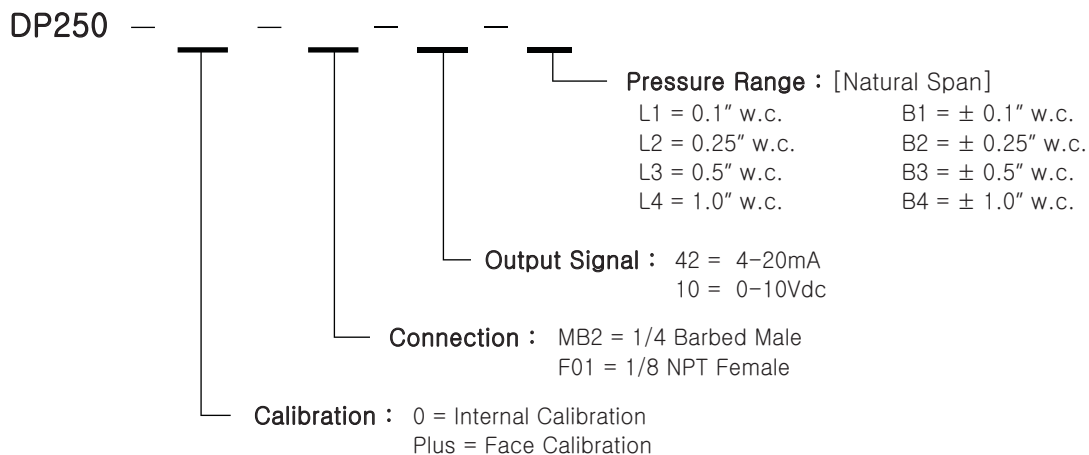 DP250 — — — —
Pressure Range : [Natural Span]
L1 = 0.1" w.c. B1 = ± 0.1" w.c.
L2 = 0.25" w.c. B2 = ± 0.25" w.c.
L3 = 0.5" w.c. B3 = ± 0.5" w.c.
L4 = 1.0" w.c. B4 = ± 1.0" w.c.
Output Signal : 42 = 4-20mA
10 = 0-10Vdc
Connection : MB2 = 1/4 Barbed Male
F01 = 1/8 NPT Female
Calibration : 0 = Internal Calibration
Plus = Face Calibration